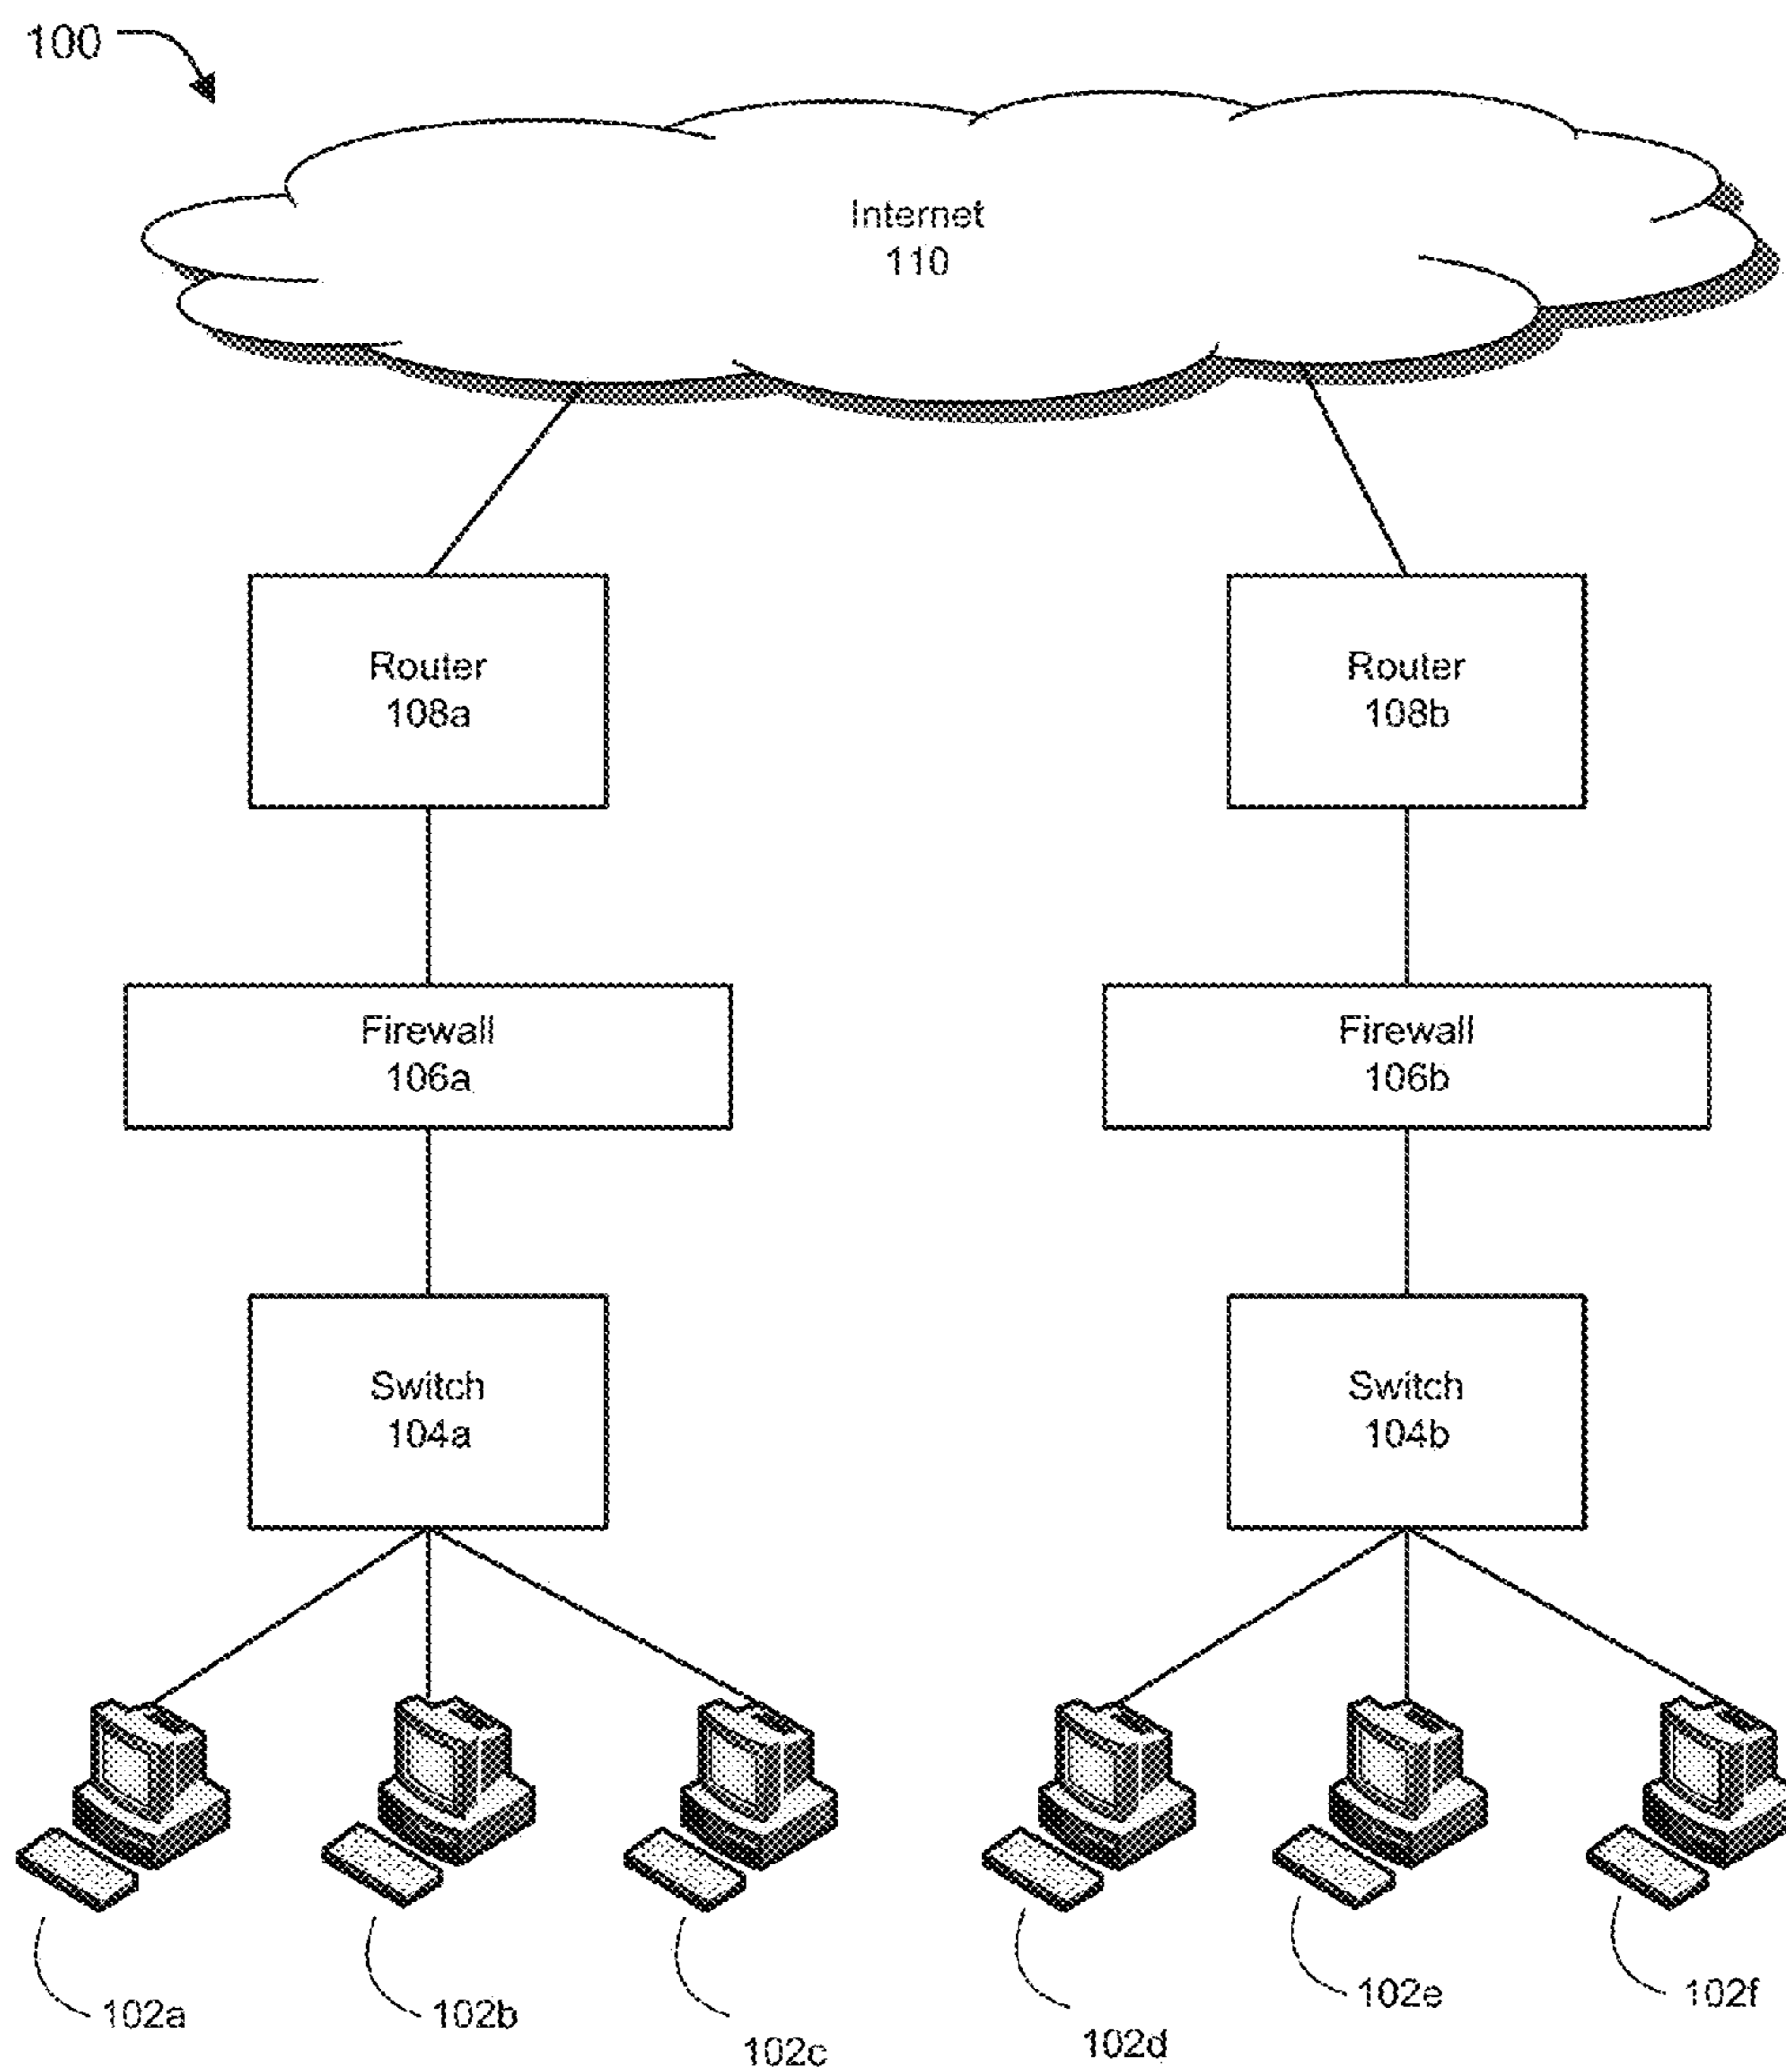 100
Internet
110
Router
108a
Router
108b
Firewall
106a
Firewall
106b
Switch
104a
Switch
104b
102a
102b
102c
102d
102e
102f